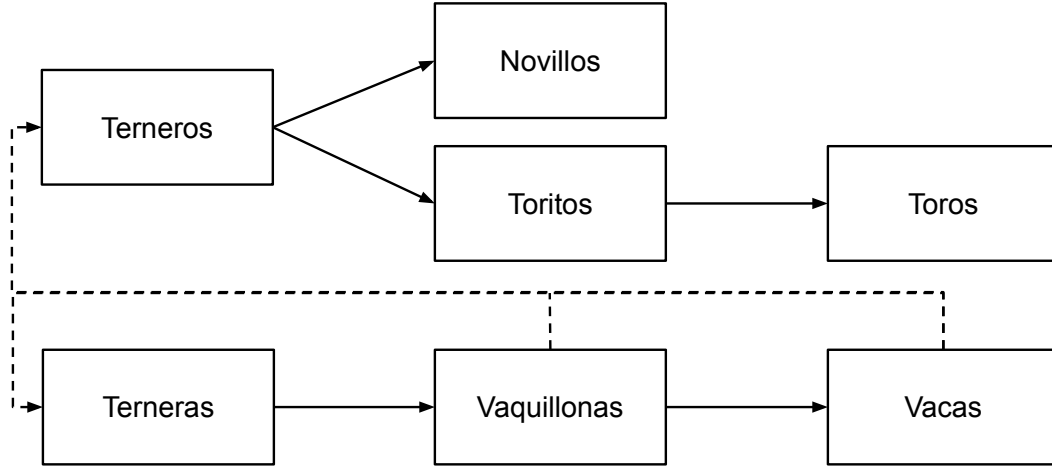 Novillos
Terneros
Toritos
Toros
Terneras
Vaquillonas
Vacas